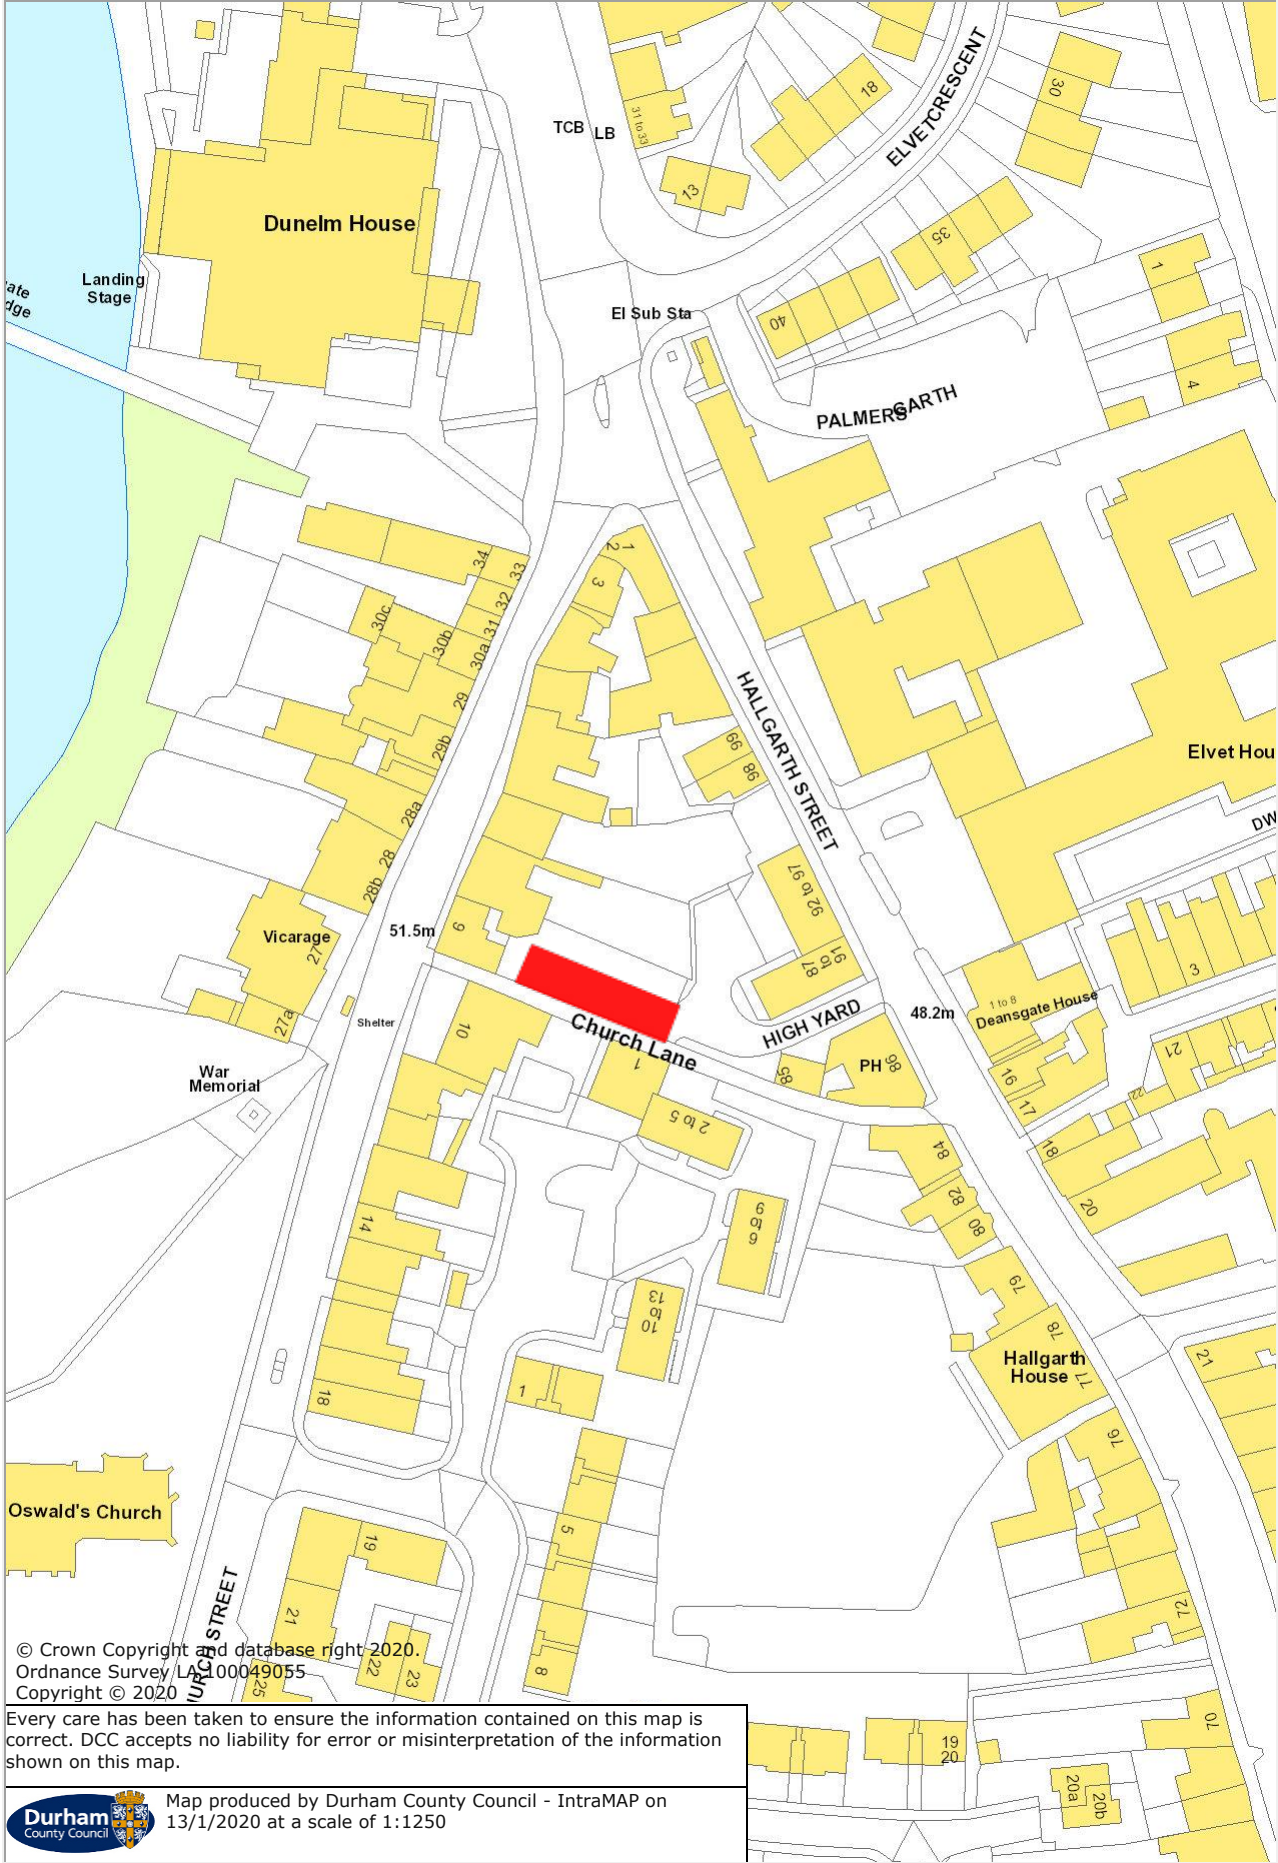 31 to 33
18
30
ELVET CRESCENT
TCB
LB
13
Dunelm House
35
Landing
Stage
1
El Sub Sta
40
4
PALMERS GARTH
34
33
32
31
30a
30b
30c
29
29b
1
2
3
HALLGARTH STREET
99
98
Elvet Hou
28a
28
28b
DW
92 to 97
9
51.5m
Vicarage
27
27a
87
to
91
3
1 to 8
Deansgate House
Shelter
10
Church Lane
HIGH YARD
48.2m
War
Memorial
1
85
PH
86
16
17
21
22
2 to 5
84
18
82
80
20
14
6 to 9
79
10 to 13
78
77
Hallgarth
House
21
1
18
76
Oswald's Church
5
19
72
21
CHURCH STREET
8
22
23
25
© Crown Copyright and database right 2020.
Ordnance Survey LA 100049055
Copyright © 2020
70
Every care has been taken to ensure the information contained on this map is
correct. DCC accepts no liability for error or misinterpretation of the information
shown on this map.
19
20
20a
20b
Durham
County Council
Map produced by Durham County Council - IntraMAP on
13/1/2020 at a scale of 1:1250